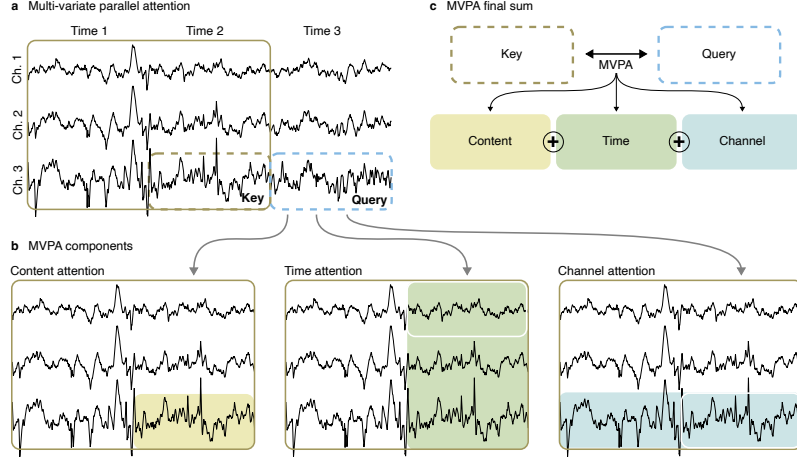 a Multi-variate parallel attention
Time 1 Time 2 Time 3
Ch. 1
Ch. 2
Ch. 3
Key
Query
c MVPA final sum
Key
MVPA
Query
Content + Time + Channel
b MVPA components
Content attention
Time attention
Channel attention